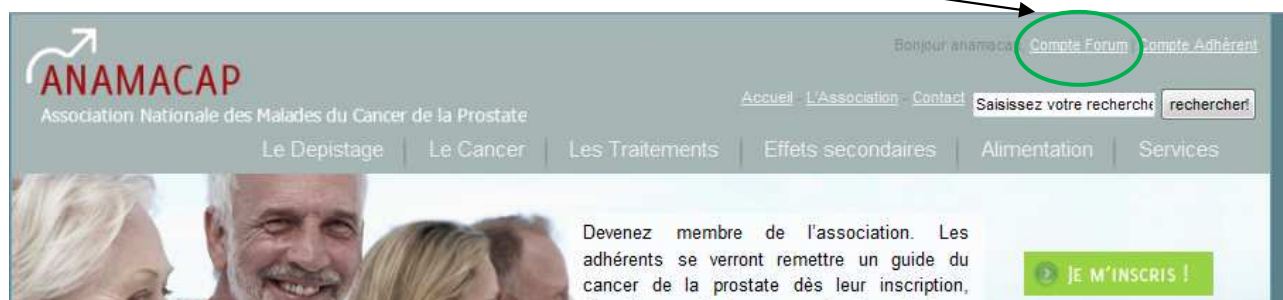 Bonjour anamacap Compte Forum Compte Adhérent
ANAMACAP
Association Nationale des Malades du Cancer de la Prostate
Accueil - L'Association - Contact
Saisissez votre recherche rechercher!
Le Depistage | Le Cancer | Les Traitements | Effets secondaires | Alimentation | Services
Devenez membre de l'association. Les
adhérents se verront remettre un guide du
cancer de la prostate dès leur inscription,
JE M'INSCRIS !